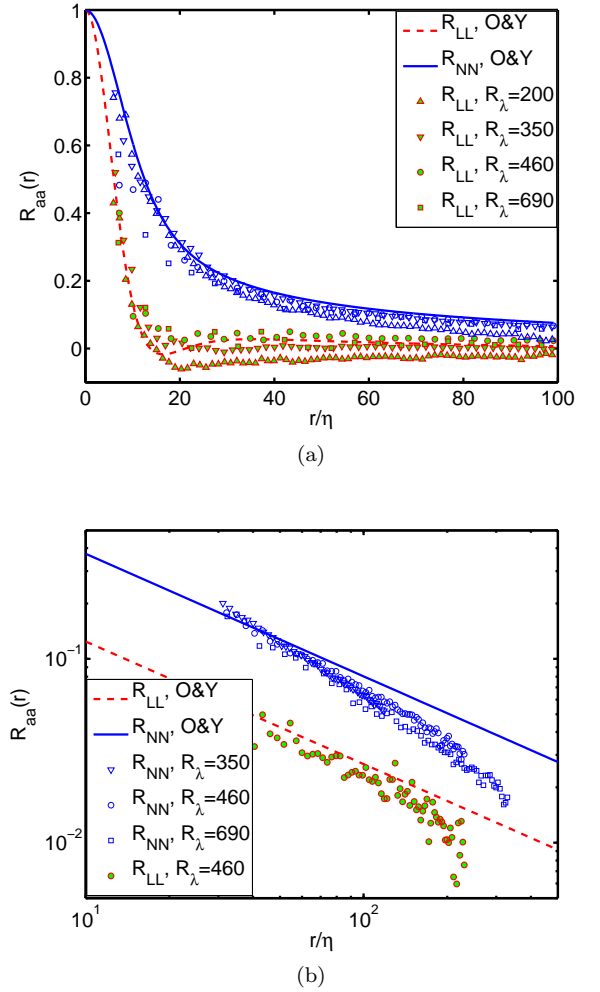 1
0.8
0.6
0.4
0.2
0
R_aa(r)
0 20 40 60 80 100
r/η
R_LL, O&Y
R_NN, O&Y
R_LL, R_λ=200
R_LL, R_λ=350
R_LL, R_λ=460
R_LL, R_λ=690
(a)
10^-1
10^-2
R_aa(r)
R_LL, O&Y
R_NN, O&Y
R_NN, R_λ=350
R_NN, R_λ=460
R_NN, R_λ=690
R_LL, R_λ=460
10^1 10^2
r/η
(b)